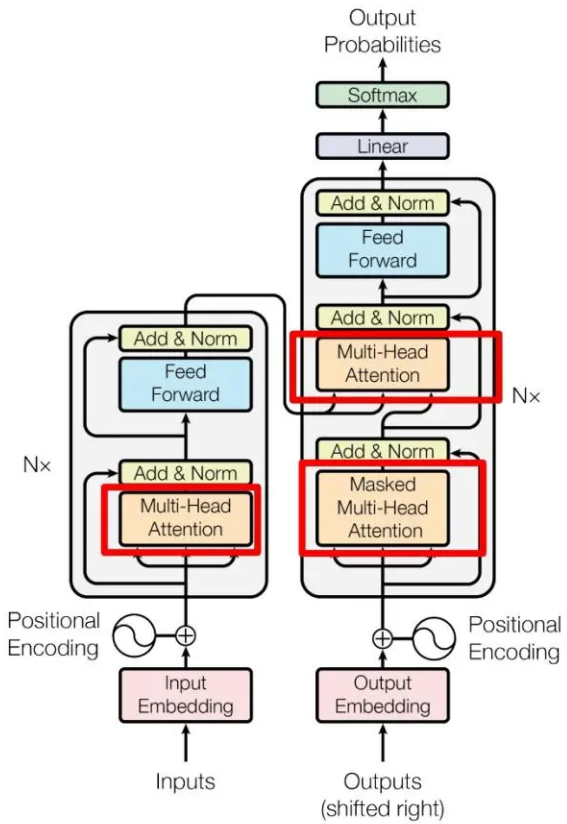 Output
Probabilities
Softmax
Linear
Add & Norm
Feed
Forward
Add & Norm
Multi-Head
Attention
Nx
Add & Norm
Masked
Multi-Head
Attention
Add & Norm
Feed
Forward
Nx
Add & Norm
Multi-Head
Attention
Positional
Encoding
Positional
Encoding
Input
Embedding
Output
Embedding
Inputs
Outputs
(shifted right)